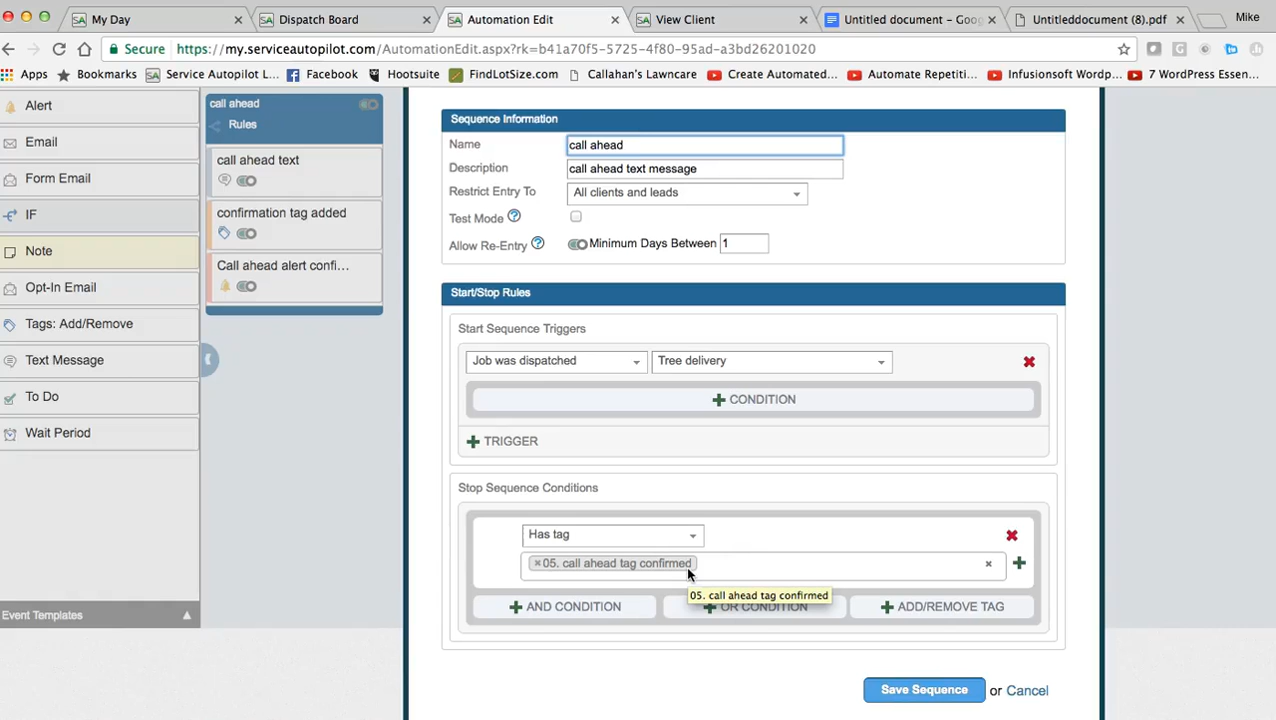 My Day × Dispatch Board × Automation Edit × View Client × Untitled document – Goog × Untitleddocument (8).pdf × Mike
Secure https://my.serviceautopilot.com/AutomationEdit.aspx?rk=b41a70f5-5725-4f80-95ad-a3bd26201020
Apps Bookmarks Service Autopilot L... Facebook Hootsuite FindLotSize.com Callahan's Lawncare Create Automated... Automate Repetiti... Infusionsoft Wordp... 7 WordPress Essen...
Alert
Email
Form Email
IF
Note
Opt-In Email
Tags: Add/Remove
Text Message
To Do
Wait Period
Event Templates
call ahead
Rules
call ahead text
confirmation tag added
Call ahead alert confi...
Sequence Information
Name call ahead
Description call ahead text message
Restrict Entry To All clients and leads
Test Mode
Allow Re-Entry Minimum Days Between 1
Start/Stop Rules
Start Sequence Triggers
Job was dispatched Tree delivery
+ CONDITION
+ TRIGGER
Stop Sequence Conditions
Has tag
×05. call ahead tag confirmed ×
05. call ahead tag confirmed
+ AND CONDITION + OR CONDITION + ADD/REMOVE TAG
Save Sequence or Cancel